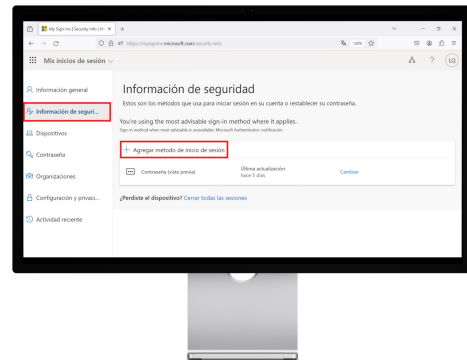 My Sign-Ins | Security Info | Mi
https://mysignins.microsoft.com/security-info
120%
Mis inicios de sesión
?
LQ
Información general
Información de seguri...
Dispositivos
Contraseña
Organizaciones
Configuración y privaci...
Actividad reciente
Información de seguridad
Estos son los métodos que usa para iniciar sesión en su cuenta o restablecer su contraseña.
You're using the most advisable sign-in method where it applies.
Sign-in method when most advisable is unavailable: Microsoft Authenticator: notification
+ Agregar método de inicio de sesión
Contraseña (vista previa)
Última actualización:
hace 5 días
Cambiar
¿Perdiste el dispositivo? Cerrar todas las sesiones